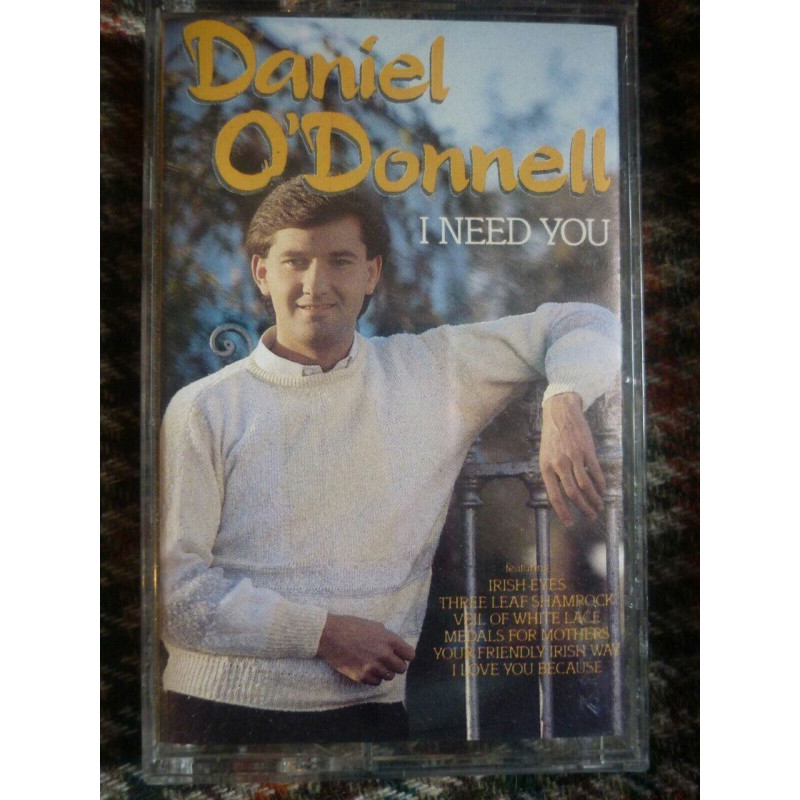 Daniel
O'Donnell
I NEED YOU
featuring
IRISH EYES
THREE LEAF SHAMROCK
VEIL OF WHITE LACE
MEDALS FOR MOTHERS
YOUR FRIENDLY IRISH WAY
I LOVE YOU BECAUSE